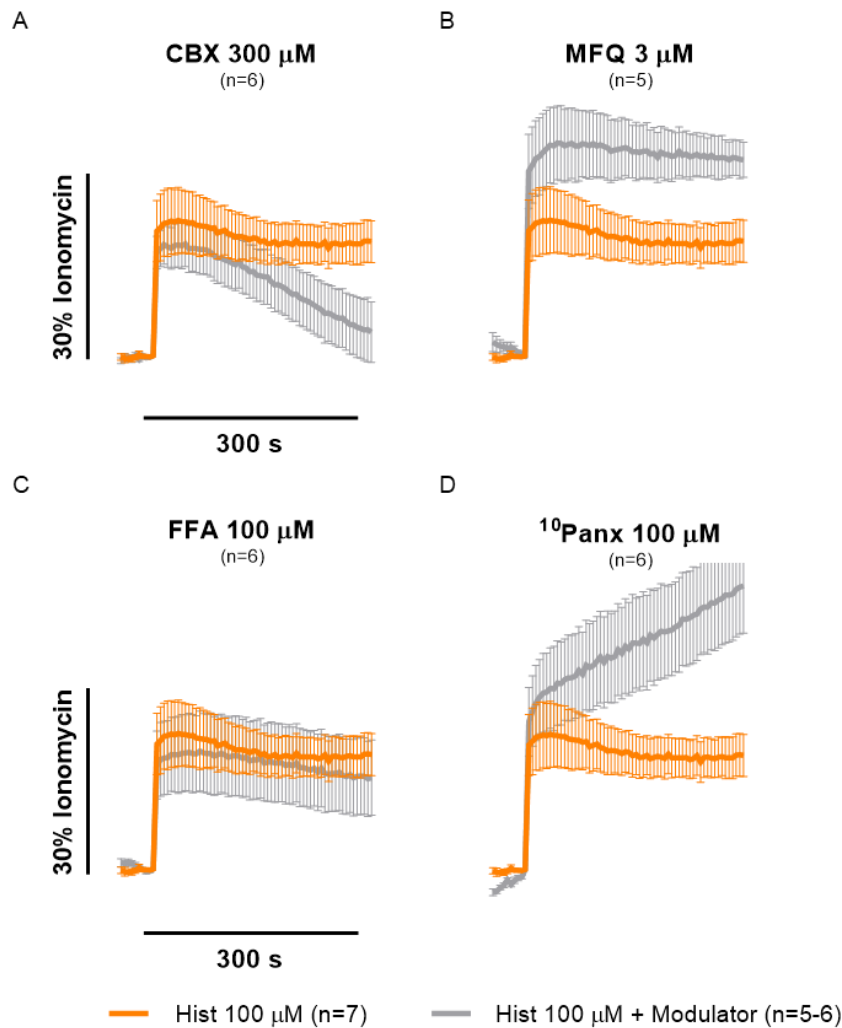 A
CBX 300 μM
(n=6)
B
MFQ 3 μM
(n=5)
30% Ionomycin
300 s
C
FFA 100 μM
(n=6)
D
¹⁰Panx 100 μM
(n=6)
30% Ionomycin
300 s
Hist 100 μM (n=7)
Hist 100 μM + Modulator (n=5-6)